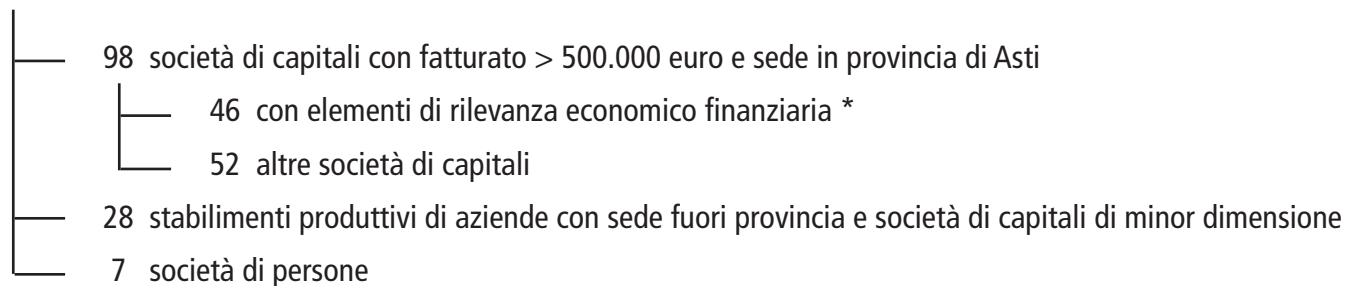 98 società di capitali con fatturato > 500.000 euro e sede in provincia di Asti
46 con elementi di rilevanza economico finanziaria *
52 altre società di capitali
28 stabilimenti produttivi di aziende con sede fuori provincia e società di capitali di minor dimensione
7 società di persone